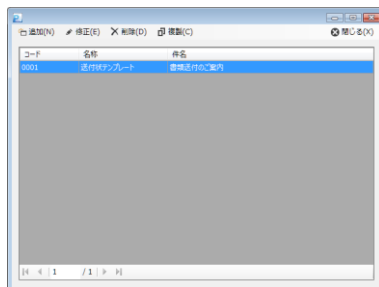 追加(N) 修正(E) 削除(D) 複製(C) 閉じる(X)
コード 名称 件名
0001 送付状テンプレート 書類送付のご案内
1 / 1